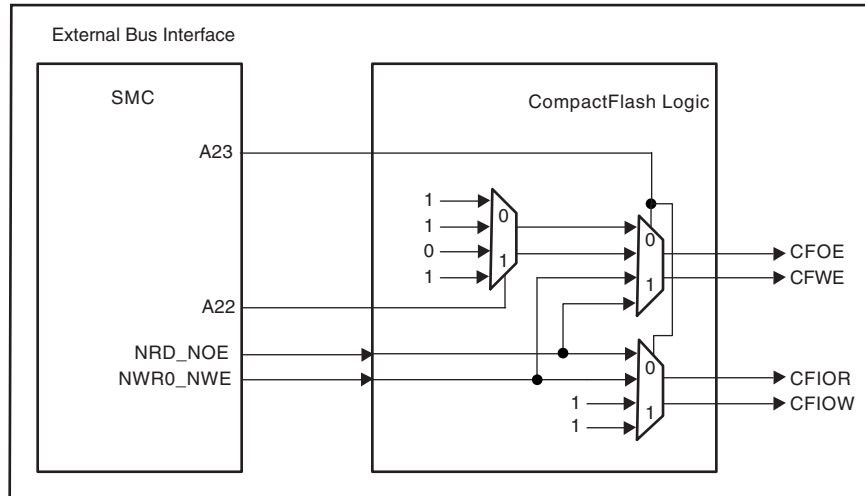 External Bus Interface
SMC
CompactFlash Logic
A23
1
1
0
1
0
1
0
1
CFOE
CFWE
A22
NRD_NOE
NWR0_NWE
0
1
1
1
CFIOR
CFIOW